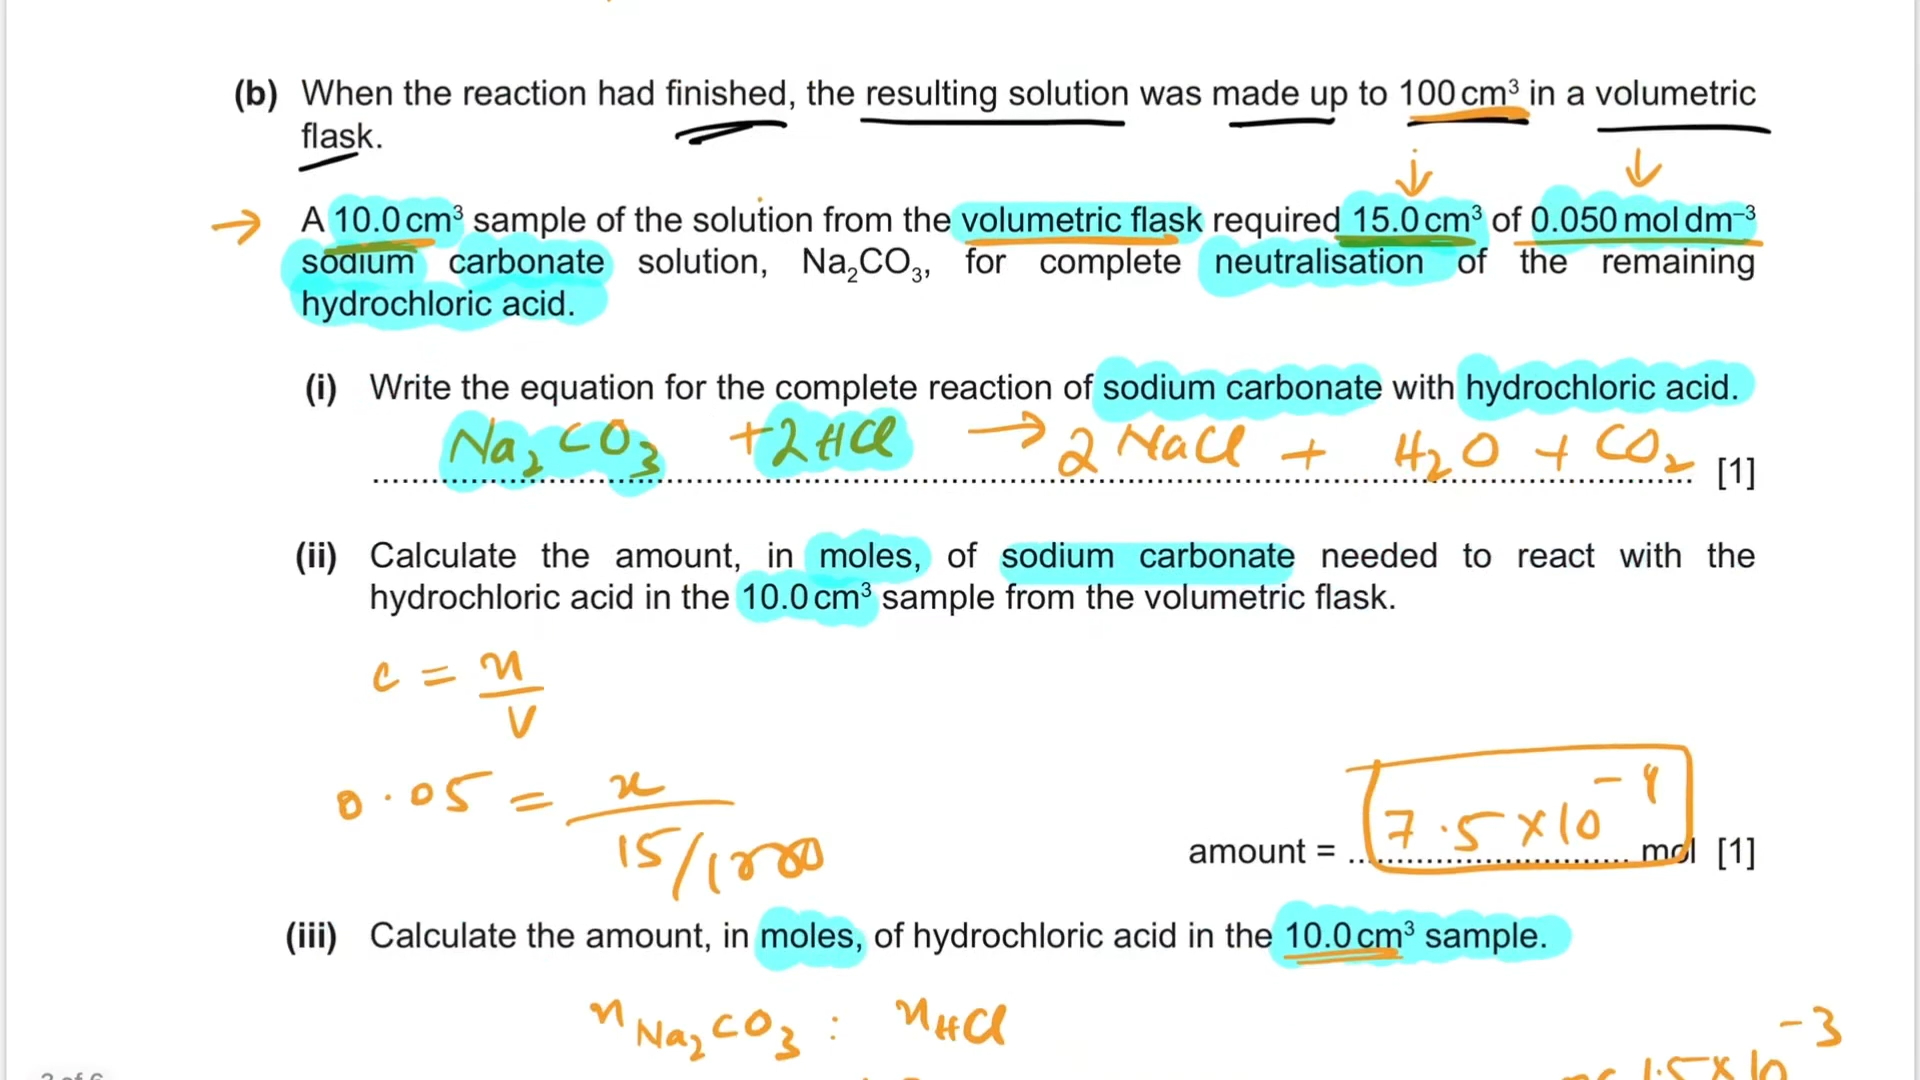 (b) When the reaction had finished, the resulting solution was made up to 100 cm³ in a volumetric
flask.
A 10.0 cm³ sample of the solution from the volumetric flask required 15.0 cm³ of 0.050 mol dm⁻³
sodium carbonate solution, Na₂CO₃, for complete neutralisation of the remaining
hydrochloric acid.
(i) Write the equation for the complete reaction of sodium carbonate with hydrochloric acid.
Na₂CO₃ + 2HCl → 2NaCl + H₂O + CO₂ [1]
(ii) Calculate the amount, in moles, of sodium carbonate needed to react with the
hydrochloric acid in the 10.0 cm³ sample from the volumetric flask.
c = n
V
0.05 = x
15/1000
amount = 7.5 × 10⁻⁴ mol [1]
(iii) Calculate the amount, in moles, of hydrochloric acid in the 10.0 cm³ sample.
n Na₂CO₃ : n HCl
1.5 × 10⁻³